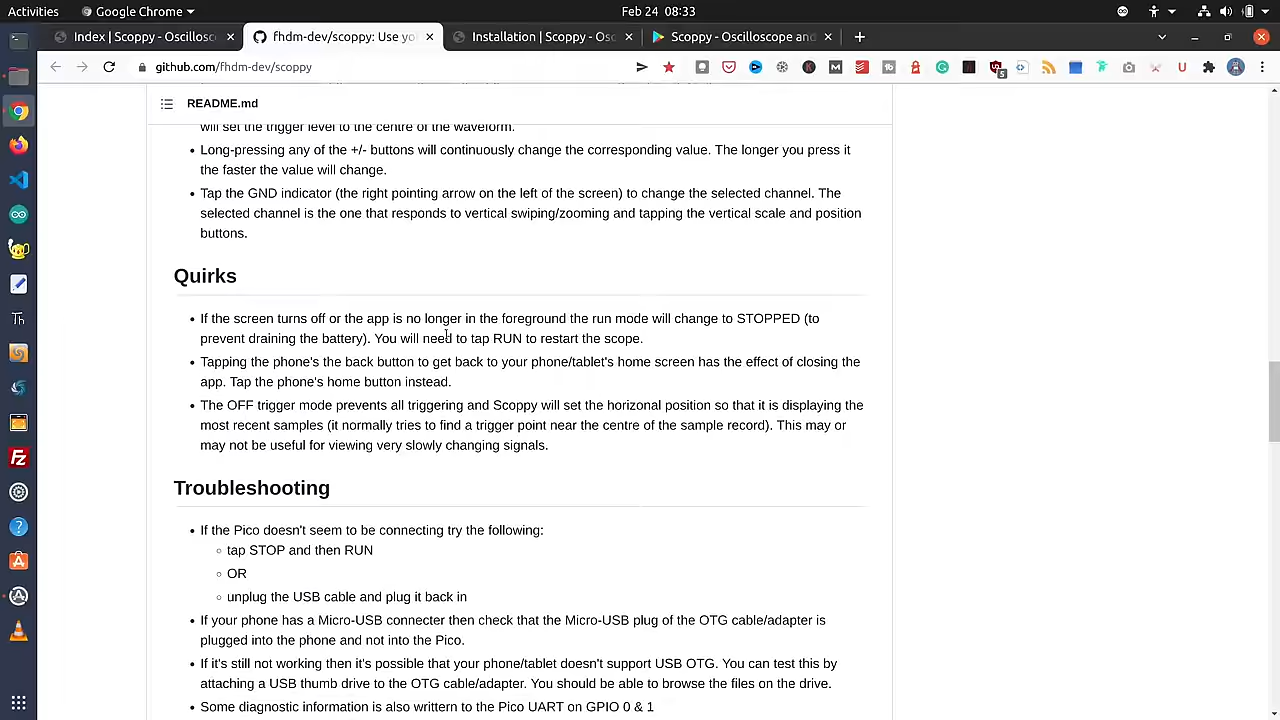 Activities
Google Chrome
Feb 24 08:33
Index | Scoppy - Oscillosc
fhdm-dev/scoppy: Use yo
Installation | Scoppy - Osc
Scoppy - Oscilloscope and
github.com/fhdm-dev/scoppy
README.md
will set the trigger level to the centre of the waveform.
Long-pressing any of the +/- buttons will continuously change the corresponding value. The longer you press it
the faster the value will change.
Tap the GND indicator (the right pointing arrow on the left of the screen) to change the selected channel. The
selected channel is the one that responds to vertical swiping/zooming and tapping the vertical scale and position
buttons.
Quirks
If the screen turns off or the app is no longer in the foreground the run mode will change to STOPPED (to
prevent draining the battery). You will need to tap RUN to restart the scope.
Tapping the phone's the back button to get back to your phone/tablet's home screen has the effect of closing the
app. Tap the phone's home button instead.
The OFF trigger mode prevents all triggering and Scoppy will set the horizonal position so that it is displaying the
most recent samples (it normally tries to find a trigger point near the centre of the sample record). This may or
may not be useful for viewing very slowly changing signals.
Troubleshooting
If the Pico doesn't seem to be connecting try the following:
tap STOP and then RUN
OR
unplug the USB cable and plug it back in
If your phone has a Micro-USB connecter then check that the Micro-USB plug of the OTG cable/adapter is
plugged into the phone and not into the Pico.
If it's still not working then it's possible that your phone/tablet doesn't support USB OTG. You can test this by
attaching a USB thumb drive to the OTG cable/adapter. You should be able to browse the files on the drive.
Some diagnostic information is also writtern to the Pico UART on GPIO 0 & 1